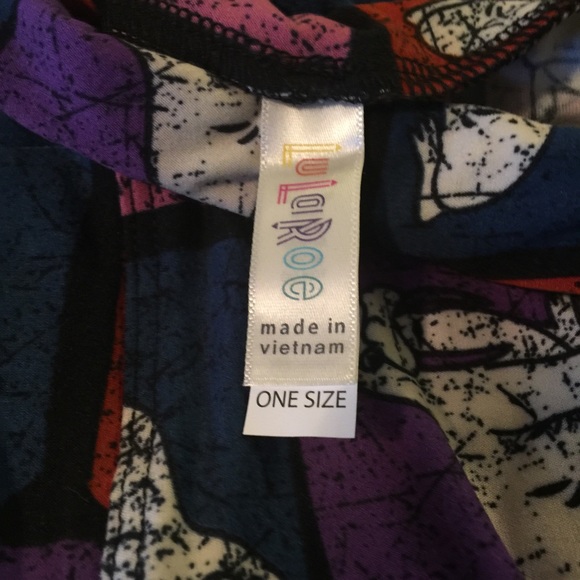 LuLaRoe
made in
vietnam
ONE SIZE